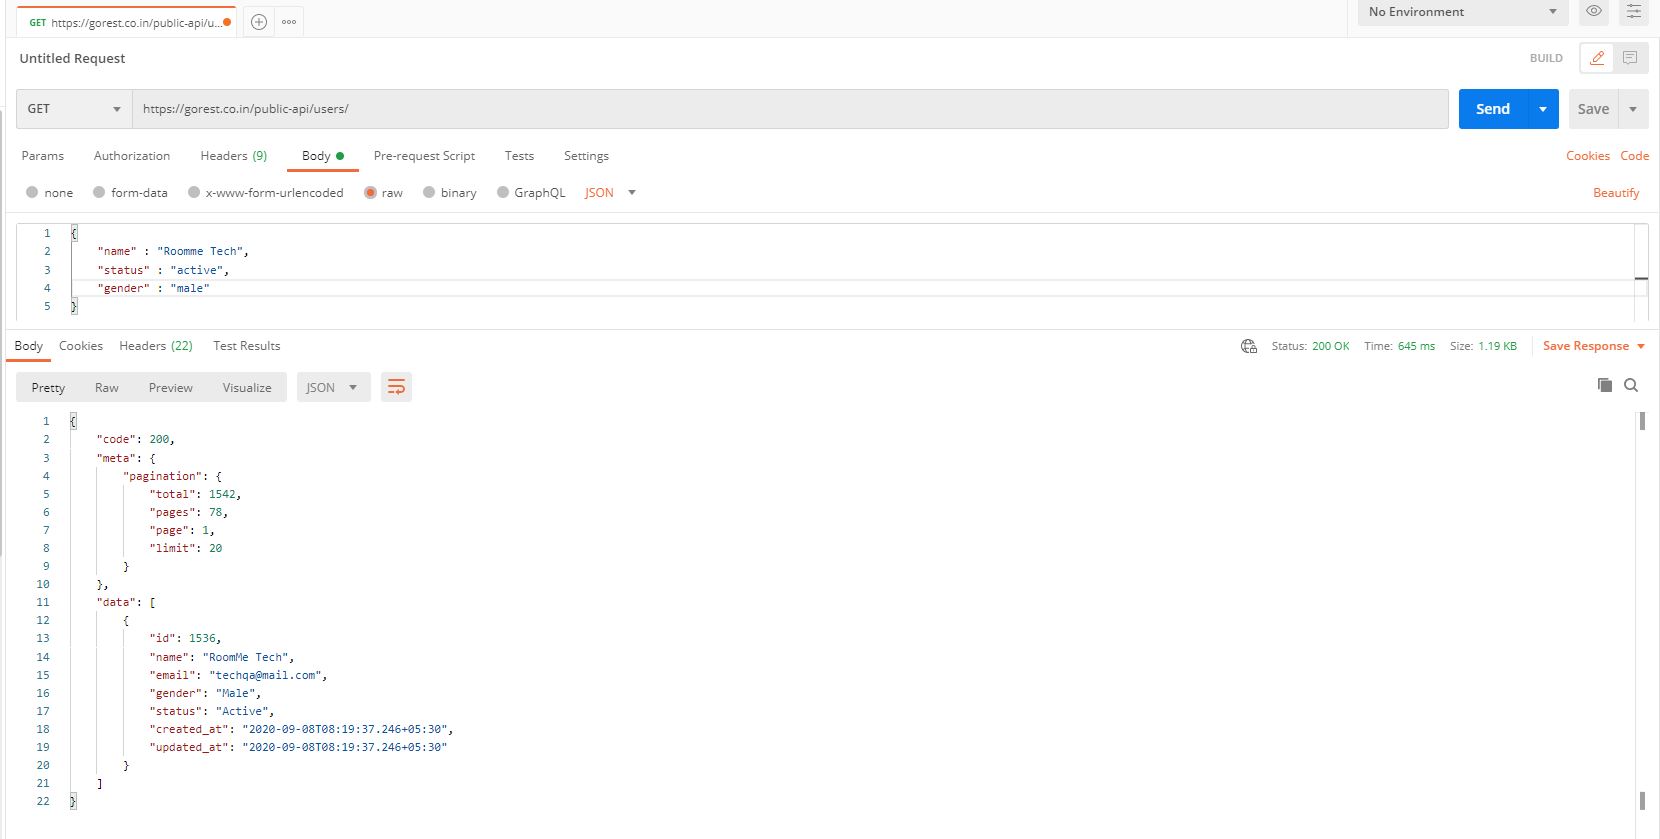 GET https://gorest.co.in/public-api/u...
No Environment
Untitled Request
BUILD
GET https://gorest.co.in/public-api/users/ Send Save
Params Authorization Headers (9) Body Pre-request Script Tests Settings Cookies Code
none form-data x-www-form-urlencoded raw binary GraphQL JSON Beautify
1 {
2 "name" : "Roomme Tech",
3 "status" : "active",
4 "gender" : "male"
5 }
Body Cookies Headers (22) Test Results Status: 200 OK Time: 645 ms Size: 1.19 KB Save Response
Pretty Raw Preview Visualize JSON
1 {
2 "code": 200,
3 "meta": {
4 "pagination": {
5 "total": 1542,
6 "pages": 78,
7 "page": 1,
8 "limit": 20
9 }
10 },
11 "data": [
12 {
13 "id": 1536,
14 "name": "RoomMe Tech",
15 "email": "techqa@mail.com",
16 "gender": "Male",
17 "status": "Active",
18 "created_at": "2020-09-08T08:19:37.246+05:30",
19 "updated_at": "2020-09-08T08:19:37.246+05:30"
20 }
21 ]
22 }